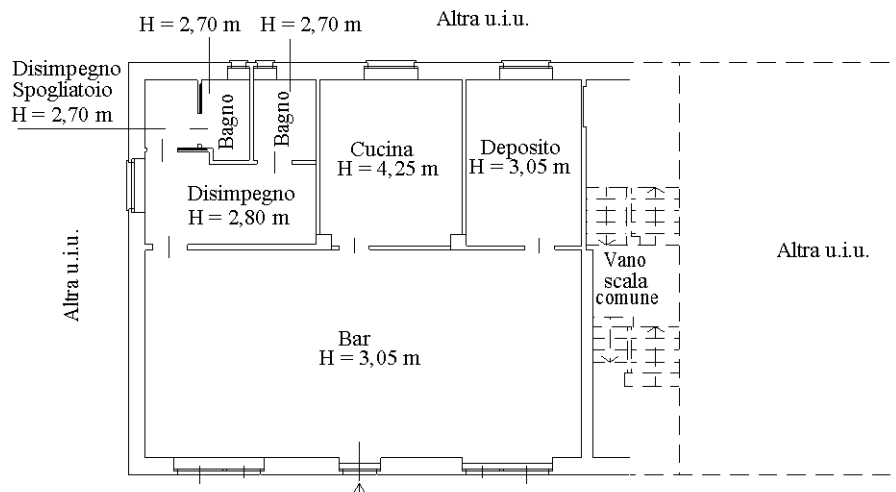 Altra u.i.u.
H = 2,70 m
H = 2,70 m
Disimpegno
Spogliatoio
H = 2,70 m
Bagno
Bagno
Cucina
H = 4,25 m
Deposito
H = 3,05 m
Disimpegno
H = 2,80 m
Altra u.i.u.
Vano
scala
comune
Altra u.i.u.
Bar
H = 3,05 m